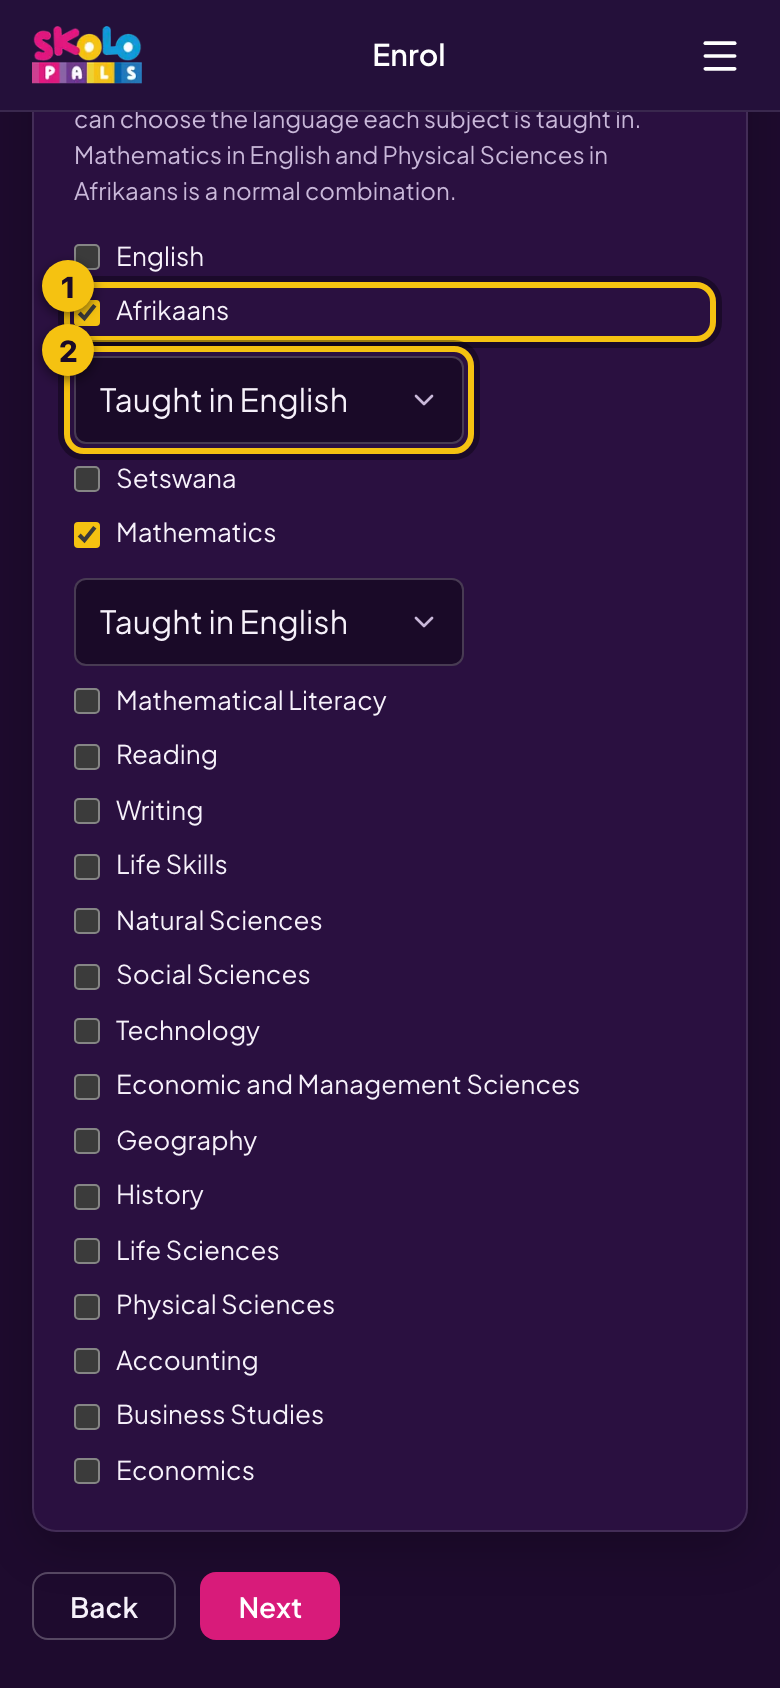 SKOLO
PALS
Enrol
can choose the language each subject is taught in.
Mathematics in English and Physical Sciences in
Afrikaans is a normal combination.
English
1
Afrikaans
2
Taught in English
Setswana
Mathematics
Taught in English
Mathematical Literacy
Reading
Writing
Life Skills
Natural Sciences
Social Sciences
Technology
Economic and Management Sciences
Geography
History
Life Sciences
Physical Sciences
Accounting
Business Studies
Economics
Back
Next